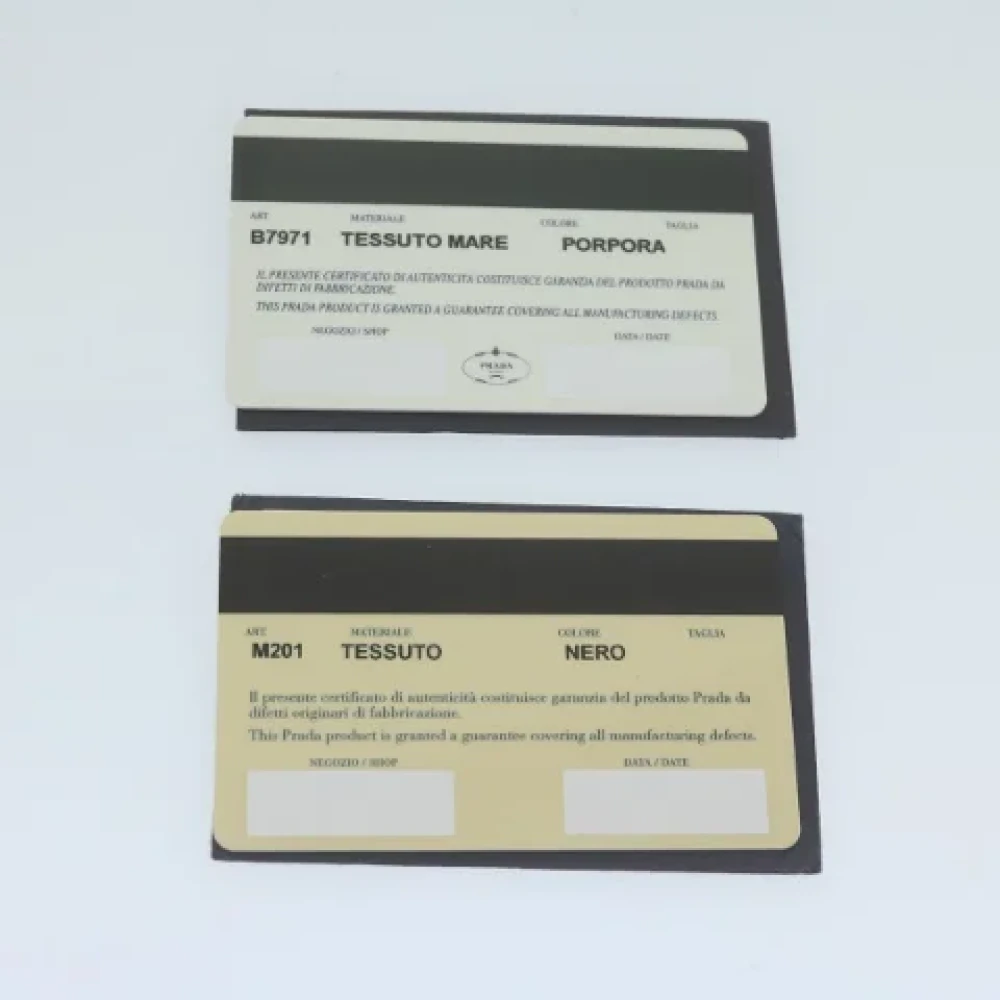 ART MATERIALE COLORE TAGLIA
B7971 TESSUTO MARE PORPORA
IL PRESENTE CERTIFICATO DI AUTENTICITÀ COSTITUISCE GARANZIA DEL PRODOTTO PRADA DA
DIFETTI DI FABBRICAZIONE.
THIS PRADA PRODUCT IS GRANTED A GUARANTEE COVERING ALL MANUFACTURING DEFECTS
NEGOZIO / SHOP DATA / DATE
PRADA
ART. MATERIALE COLORE TAGLIA
M201 TESSUTO NERO
Il presente certificato di autenticità costituisce garanzia del prodotto Prada da
difetti originari di fabbricazione.
This Prada product is granted a guarantee covering all manufacturing defects.
NEGOZIO / SHOP DATA / DATE